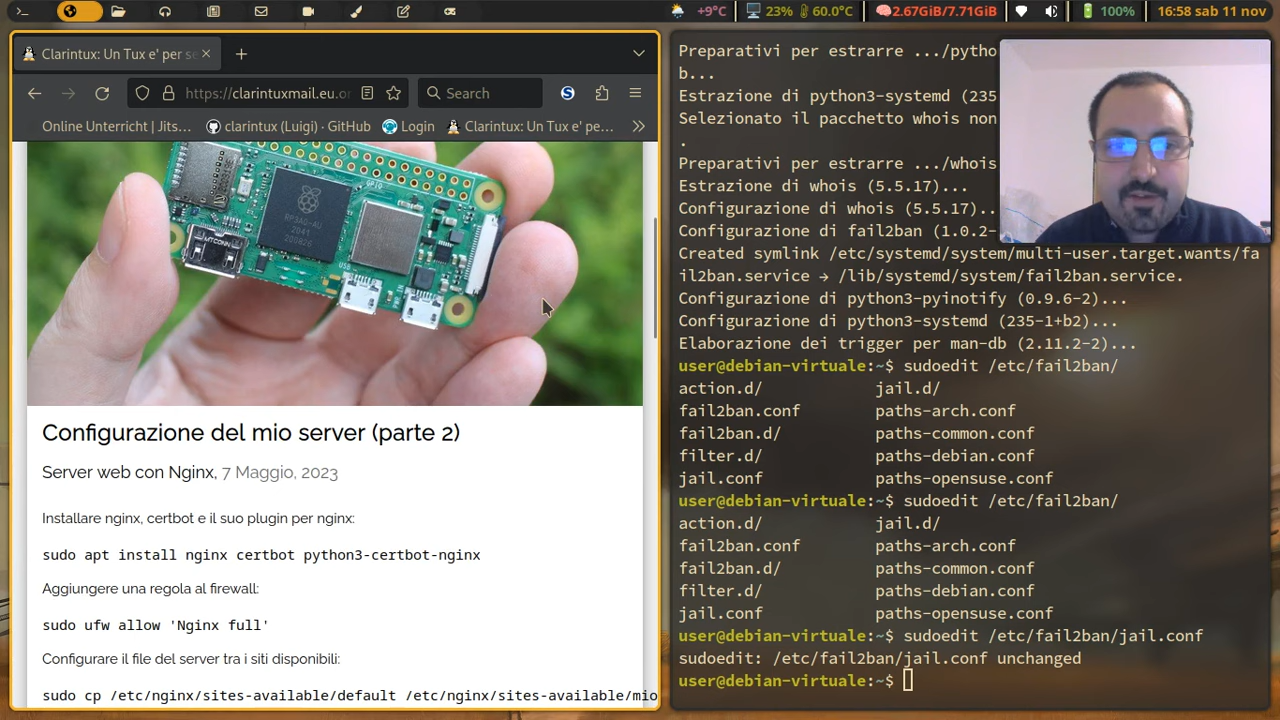 +9°C 23% 60.0°C 2.67GiB/7.71GiB 100% 16:58 sab 11 nov
Clarintux: Un Tux e' per se
https://clarintuxmail.eu.or
Search
Online Unterricht | Jits… clarintux (Luigi) · GitHub Login Clarintux: Un Tux e' pe…
GPIO
RP3A0-AU
2041
200826
MTCONN
USB
Configurazione del mio server (parte 2)
Server web con Nginx, 7 Maggio, 2023
Installare nginx, certbot e il suo plugin per nginx:
sudo apt install nginx certbot python3-certbot-nginx
Aggiungere una regola al firewall:
sudo ufw allow 'Nginx full'
Configurare il file del server tra i siti disponibili:
sudo cp /etc/nginx/sites-available/default /etc/nginx/sites-available/mio
Preparativi per estrarre .../pytho
b...
Estrazione di python3-systemd (235
Selezionato il pacchetto whois non
.
Preparativi per estrarre .../whois
Estrazione di whois (5.5.17)...
Configurazione di whois (5.5.17)..
Configurazione di fail2ban (1.0.2-
Created symlink /etc/systemd/system/multi-user.target.wants/fa
il2ban.service → /lib/systemd/system/fail2ban.service.
Configurazione di python3-pyinotify (0.9.6-2)...
Configurazione di python3-systemd (235-1+b2)...
Elaborazione dei trigger per man-db (2.11.2-2)...
user@debian-virtuale:~$ sudoedit /etc/fail2ban/
action.d/ jail.d/
fail2ban.conf paths-arch.conf
fail2ban.d/ paths-common.conf
filter.d/ paths-debian.conf
jail.conf paths-opensuse.conf
user@debian-virtuale:~$ sudoedit /etc/fail2ban/
action.d/ jail.d/
fail2ban.conf paths-arch.conf
fail2ban.d/ paths-common.conf
filter.d/ paths-debian.conf
jail.conf paths-opensuse.conf
user@debian-virtuale:~$ sudoedit /etc/fail2ban/jail.conf
sudoedit: /etc/fail2ban/jail.conf unchanged
user@debian-virtuale:~$